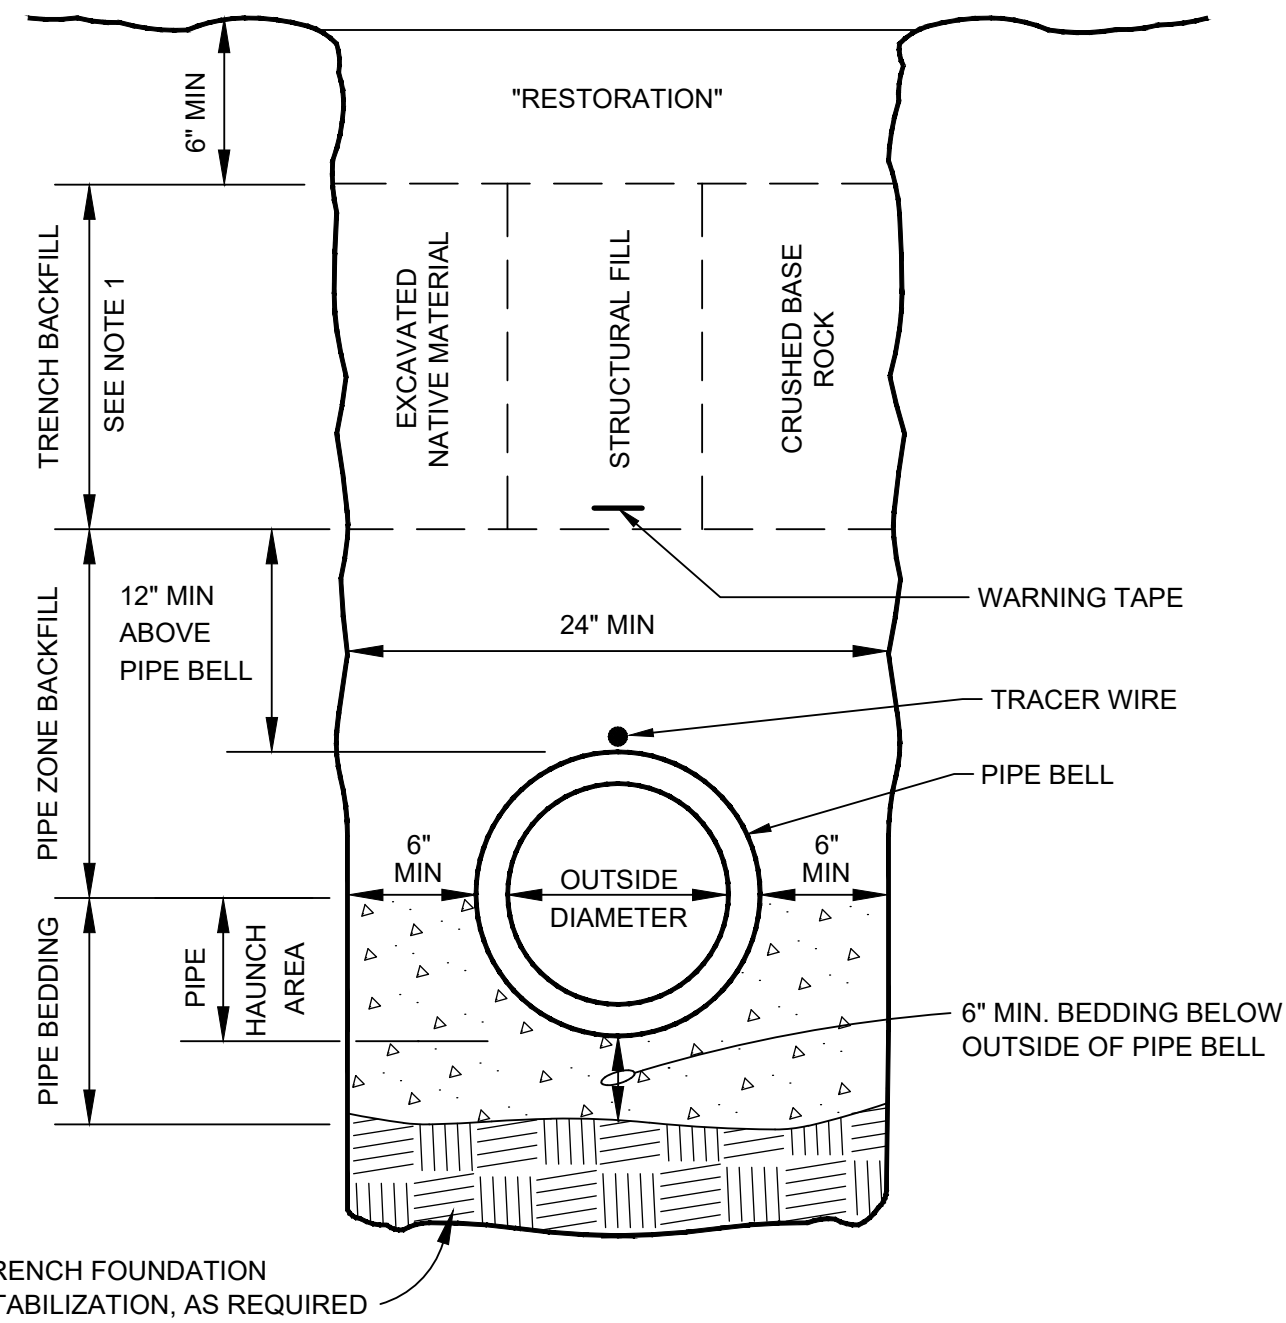 "RESTORATION"
6" MIN
TRENCH BACKFILL
SEE NOTE 1
EXCAVATED
NATIVE MATERIAL
STRUCTURAL FILL
CRUSHED BASE
ROCK
WARNING TAPE
PIPE ZONE BACKFILL
12" MIN
ABOVE
PIPE BELL
24" MIN
TRACER WIRE
PIPE BELL
6"
MIN
OUTSIDE
DIAMETER
6"
MIN
PIPE BEDDING
PIPE
HAUNCH
AREA
6" MIN. BEDDING BELOW
OUTSIDE OF PIPE BELL
RENCH FOUNDATION
TABILIZATION, AS REQUIRED